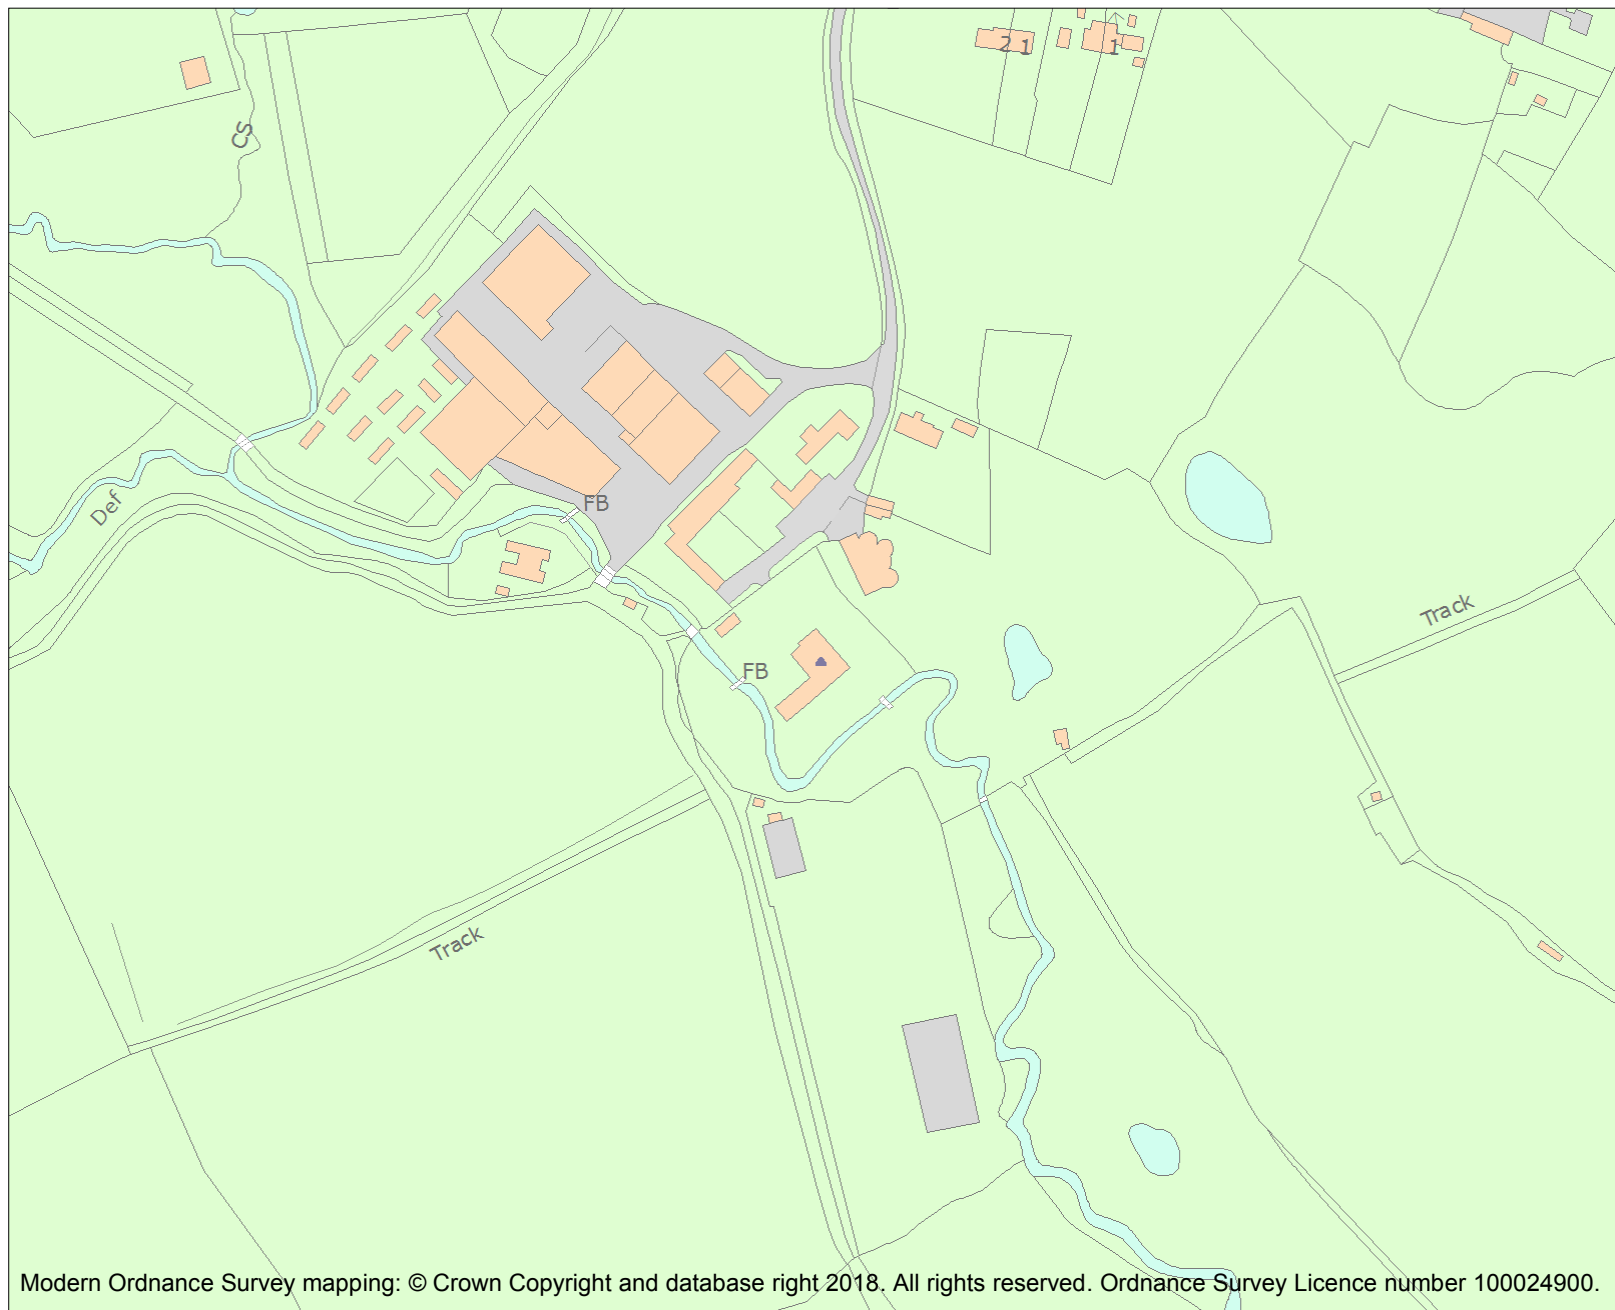 2 1
1
CS
FB
Def
Track
FB
Track
Modern Ordnance Survey mapping: © Crown Copyright and database right 2018. All rights reserved. Ordnance Survey Licence number 100024900.